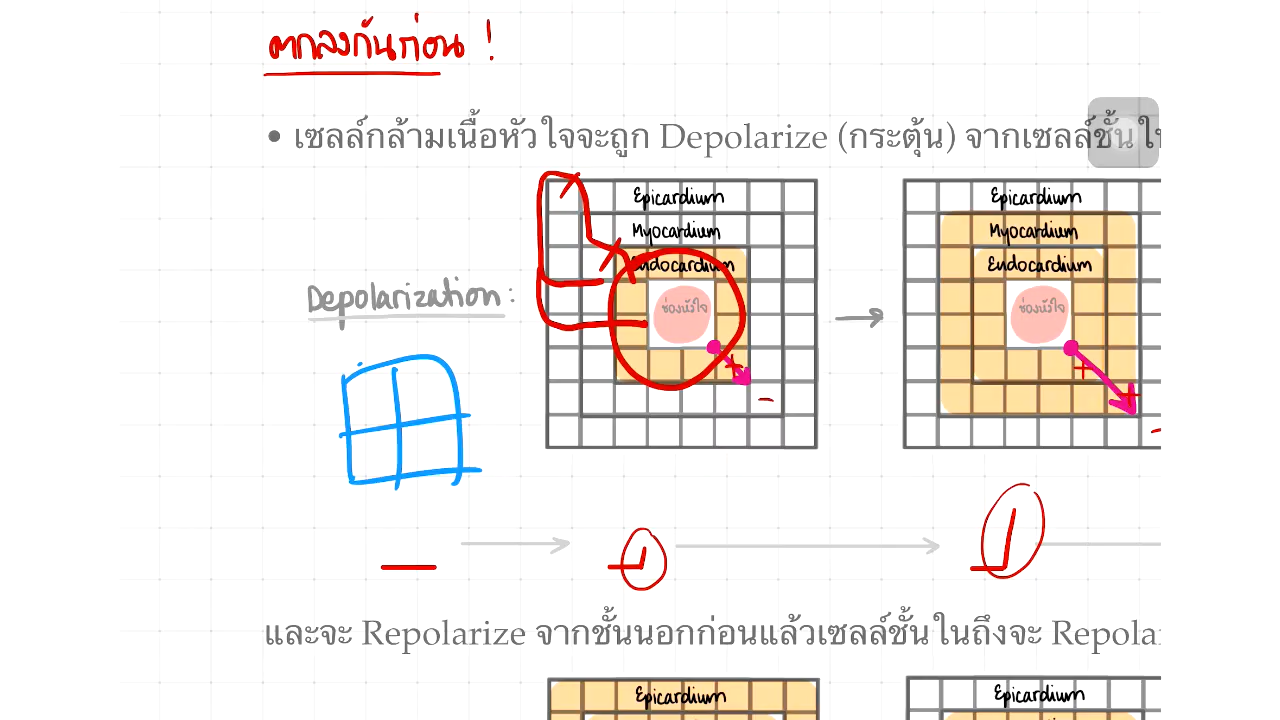 ตกลงกันก่อน !
• เซลล์กล้ามเนื้อหัวใจจะถูก Depolarize (กระตุ้น) จากเซลล์ชั้น
Epicardium Epicardium
Myocardium Myocardium
Endocardium Endocardium
Depolarization:
ช่องหัวใจ ช่องหัวใจ
+ + +
- -
และจะ Repolarize จากชั้นนอกก่อนแล้วเซลล์ชั้นในถึงจะ Repola
Epicardium Epicardium